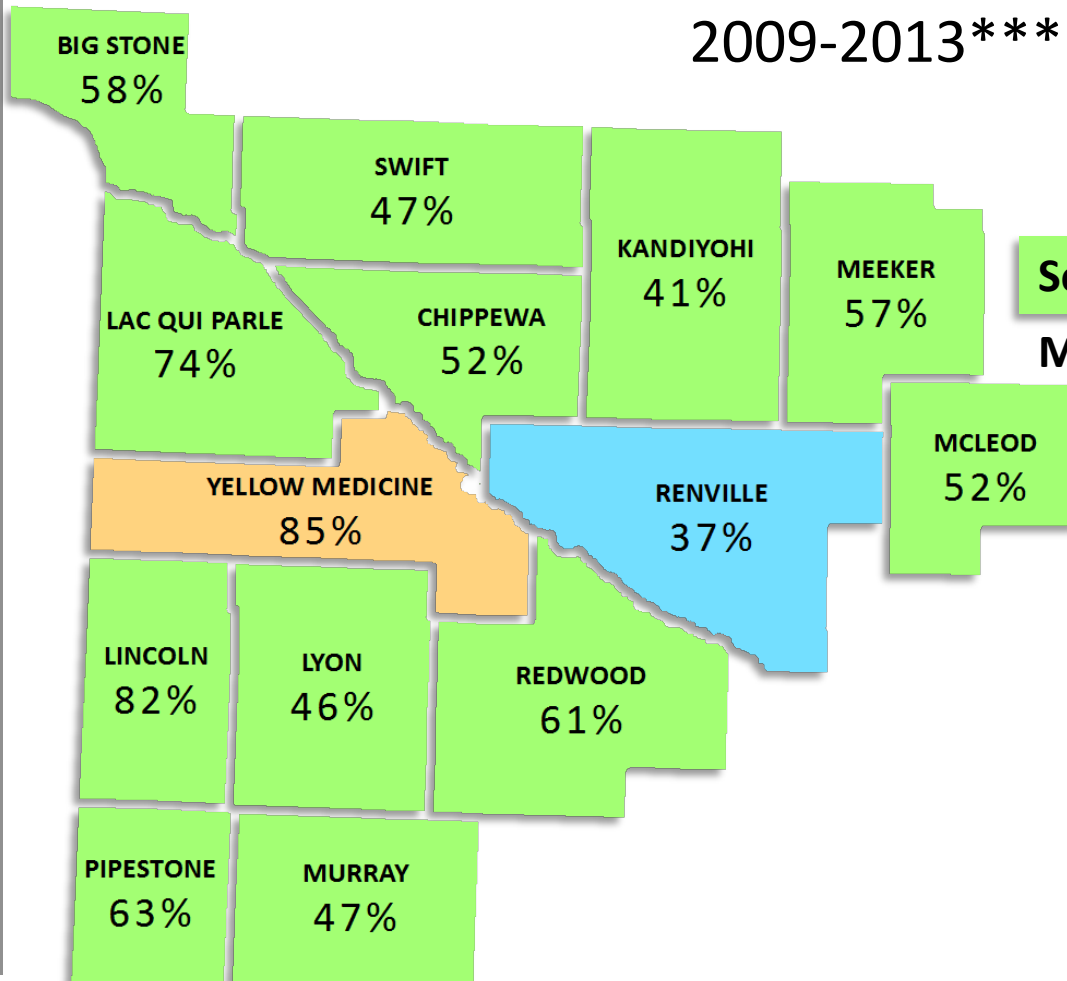 2009-2013***
BIG STONE
58%
SWIFT
47%
KANDIYOHI
41%
MEEKER
57%
LAC QUI PARLE
74%
CHIPPEWA
52%
MCLEOD
52%
YELLOW MEDICINE
85%
RENVILLE
37%
LINCOLN
82%
LYON
46%
REDWOOD
61%
PIPESTONE
63%
MURRAY
47%